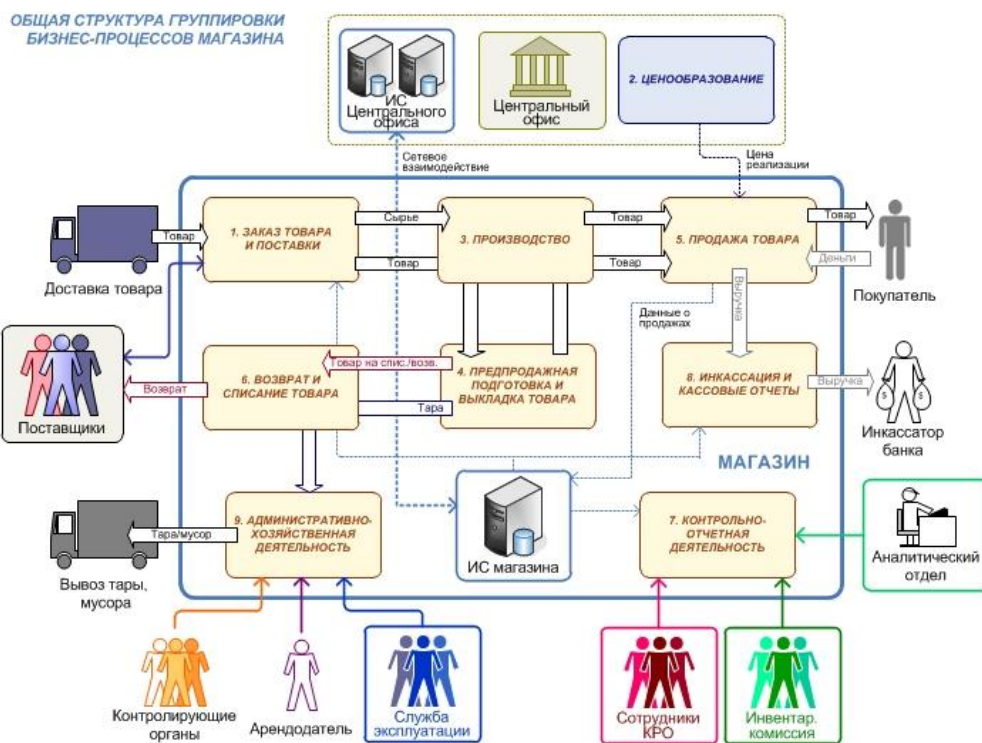 ОБЩАЯ СТРУКТУРА ГРУППИРОВКИ
БИЗНЕС-ПРОЦЕССОВ МАГАЗИНА
ИС
Центрального
офиса
Центральный
офис
2. ЦЕНООБРАЗОВАНИЕ
Сетевое
взаимодействие
Цена
реализации
Товар
1. ЗАКАЗ ТОВАРА
И ПОСТАВКИ
Сырье
Товар
3. ПРОИЗВОДСТВО
Товар
Товар
5. ПРОДАЖА ТОВАРА
Товар
Деньги
Доставка товара
Покупатель
Выручка
Данные о
продажах
Поставщики
Возврат
6. ВОЗВРАТ И
СПИСАНИЕ ТОВАРА
Товар на спис./возв.
Тара
4. ПРЕДПРОДАЖНАЯ
ПОДГОТОВКА И
ВЫКЛАДКА ТОВАРА
8. ИНКАССАЦИЯ И
КАССОВЫЕ ОТЧЕТЫ
Выручка
$
$
Инкассатор
банка
МАГАЗИН
Тара/мусор
9. АДМИНИСТРАТИВНО-
ХОЗЯЙСТВЕННАЯ
ДЕЯТЕЛЬНОСТЬ
ИС магазина
7. КОНТРОЛЬНО-
ОТЧЕТНАЯ
ДЕЯТЕЛЬНОСТЬ
Аналитический
отдел
Вывоз тары,
мусора
Контролирующие
органы
Арендодатель
Служба
эксплуатации
Сотрудники
КРО
Инвентар.
комиссия